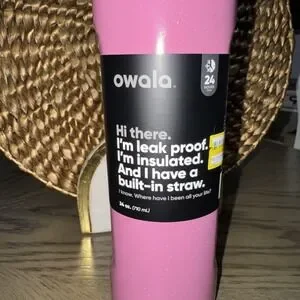 owala.
24
Hi there.
I'm leak proof.
I'm insulated.
And I have a
built-in straw.
I know. Where have I been all your life?
24 oz. (710 mL)